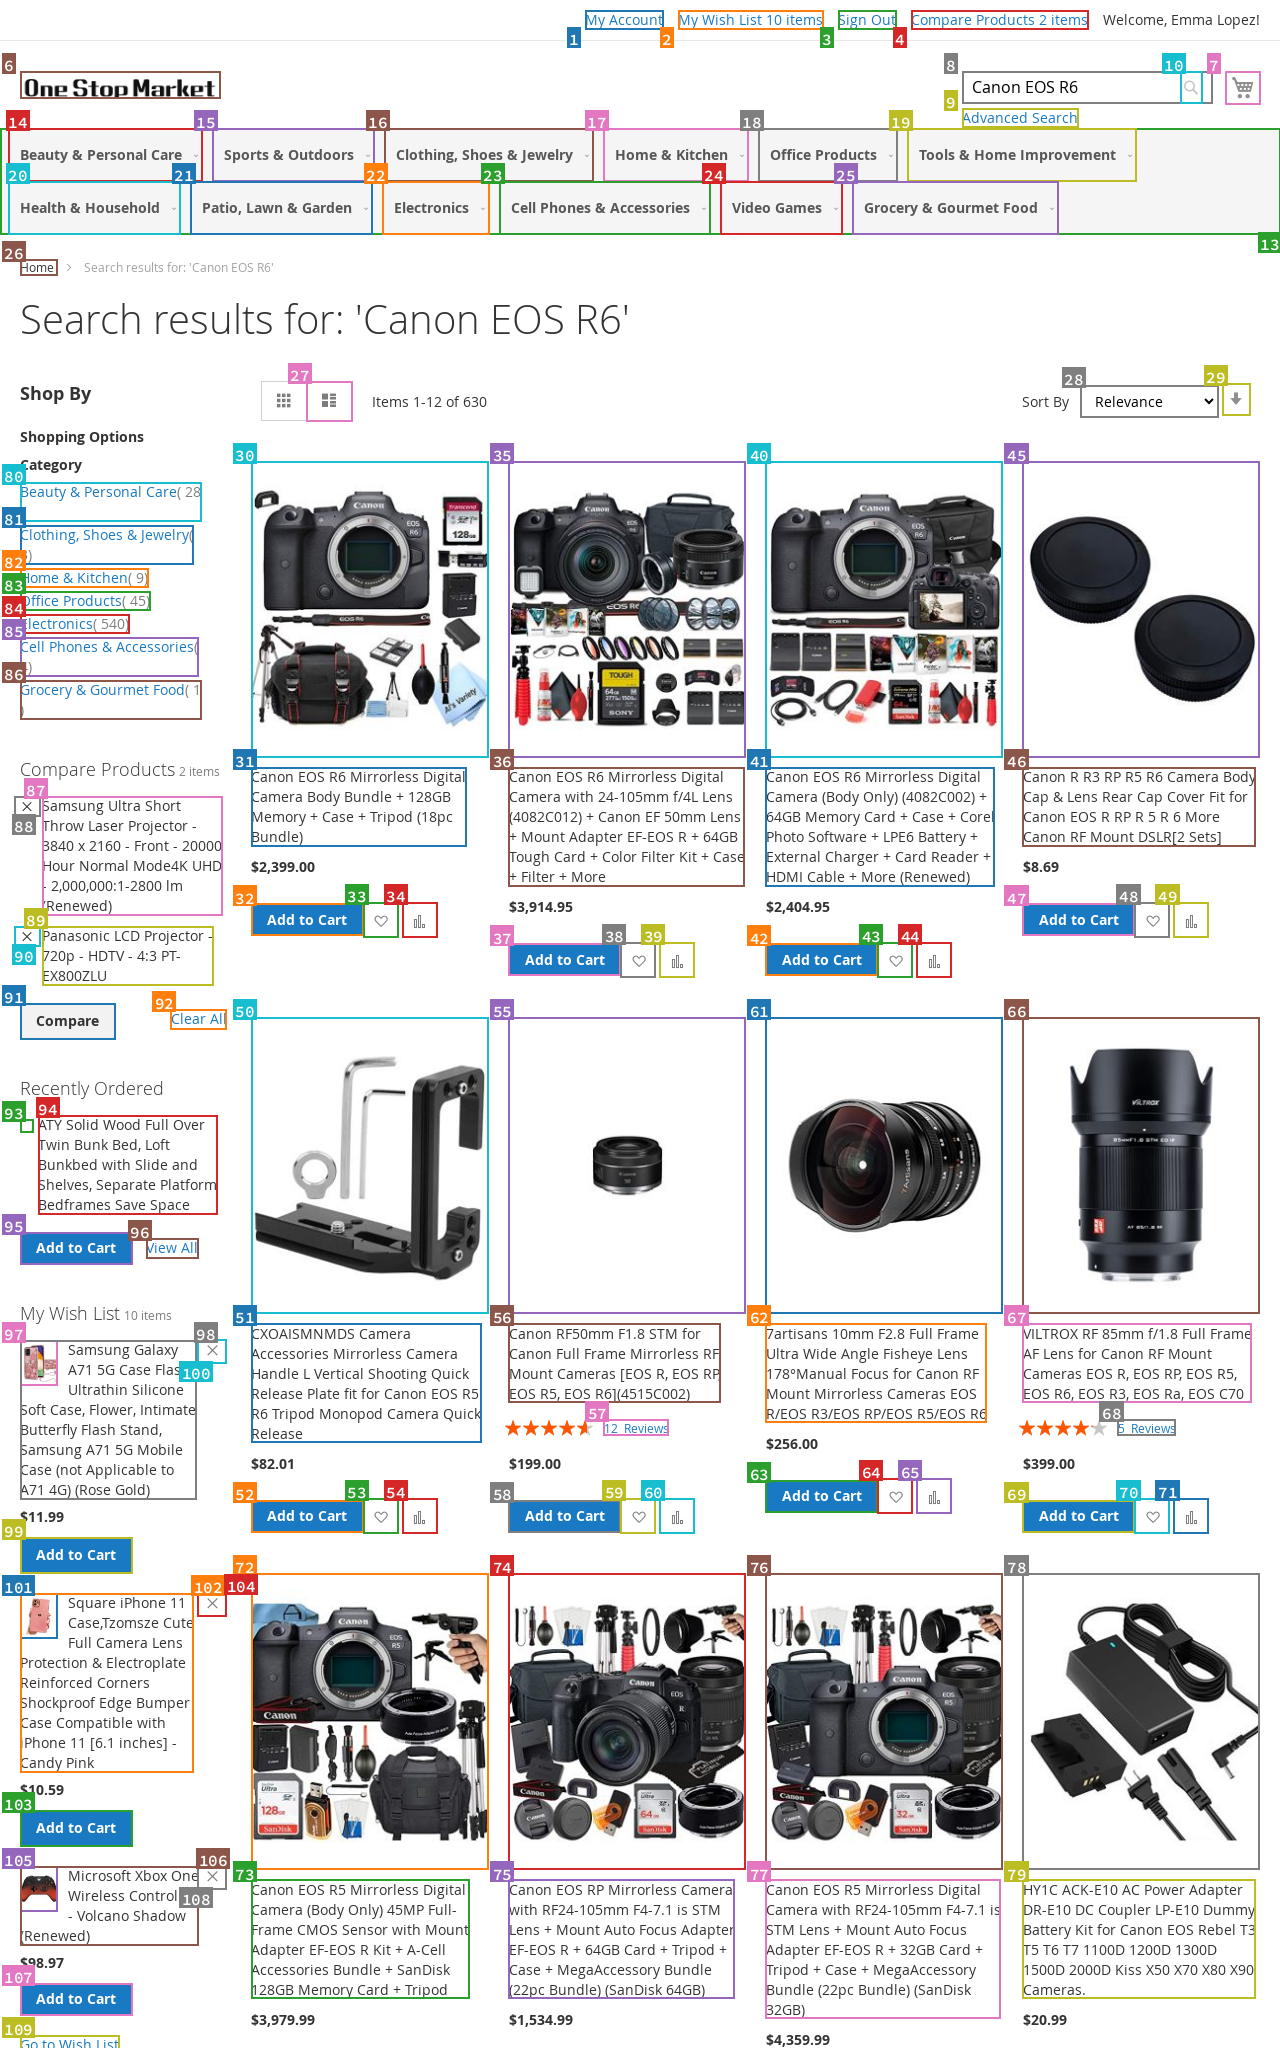 My Account
My Wish List 10 items
Sign Out
Compare Products 2 items
Welcome, Emma Lopez!
1
2
3
4
6
One Stop Market
8
Canon EOS R6
10
7
9
Advanced Search
14
Beauty & Personal Care
15
Sports & Outdoors
16
Clothing, Shoes & Jewelry
17
Home & Kitchen
18
Office Products
19
Tools & Home Improvement
20
Health & Household
21
Patio, Lawn & Garden
22
Electronics
23
Cell Phones & Accessories
24
Video Games
25
Grocery & Gourmet Food
13
26
Home
Search results for: 'Canon EOS R6'
Search results for: 'Canon EOS R6'
Shop By
27
Items 1-12 of 630
Sort By
28
Relevance
29
Shopping Options
Category
80
Beauty & Personal Care( 28
81
Clothing, Shoes & Jewelry(
82
Home & Kitchen( 9)
83
Office Products( 45)
84
Electronics( 540)
85
Cell Phones & Accessories(
86
Grocery & Gourmet Food( 1
)
Compare Products 2 items
87
88
Samsung Ultra Short
Throw Laser Projector -
3840 x 2160 - Front - 20000
Hour Normal Mode4K UHD
- 2,000,000:1-2800 lm
(Renewed)
89
90
Panasonic LCD Projector -
720p - HDTV - 4:3 PT-
EX800ZLU
91
Compare
92
Clear All
Recently Ordered
93
94
ATY Solid Wood Full Over
Twin Bunk Bed, Loft
Bunkbed with Slide and
Shelves, Separate Platform
Bedframes Save Space
95
Add to Cart
96
View All
My Wish List 10 items
97
98
100
Samsung Galaxy
A71 5G Case Flas
Ultrathin Silicone
Soft Case, Flower, Intimate
Butterfly Flash Stand,
Samsung A71 5G Mobile
Case (not Applicable to
A71 4G) (Rose Gold)
$11.99
99
Add to Cart
101
102
104
Square iPhone 11
Case,Tzomsze Cute
Full Camera Lens
Protection & Electroplate
Reinforced Corners
Shockproof Edge Bumper
Case Compatible with
iPhone 11 [6.1 inches] -
Candy Pink
$10.59
103
Add to Cart
105
106
108
Microsoft Xbox One
Wireless Control
- Volcano Shadow
(Renewed)
$98.97
107
Add to Cart
109
Go to Wish List
30
Canon
EOS
R6
Transcend
128GB
EOS R6
Al's Variety
31
Canon EOS R6 Mirrorless Digital
Camera Body Bundle + 128GB
Memory + Case + Tripod (18pc
Bundle)
$2,399.00
32
Add to Cart
33
34
35
Canon
TOUGH
64
SONY
36
Canon EOS R6 Mirrorless Digital
Camera with 24-105mm f/4L Lens
(4082C012) + Canon EF 50mm Lens
+ Mount Adapter EF-EOS R + 64GB
Tough Card + Color Filter Kit + Case
+ Filter + More
$3,914.95
37
Add to Cart
38
39
40
Canon
EOS
R6
64
41
Canon EOS R6 Mirrorless Digital
Camera (Body Only) (4082C002) +
64GB Memory Card + Case + Corel
Photo Software + LPE6 Battery +
External Charger + Card Reader +
HDMI Cable + More (Renewed)
$2,404.95
42
Add to Cart
43
44
45
46
Canon R R3 RP R5 R6 Camera Body
Cap & Lens Rear Cap Cover Fit for
Canon EOS R RP R 5 R 6 More
Canon RF Mount DSLR[2 Sets]
$8.69
47
Add to Cart
48
49
50
51
CXOAISMNMDS Camera
Accessories Mirrorless Camera
Handle L Vertical Shooting Quick
Release Plate fit for Canon EOS R5
R6 Tripod Monopod Camera Quick
Release
$82.01
52
Add to Cart
53
54
55
56
Canon RF50mm F1.8 STM for
Canon Full Frame Mirrorless RF
Mount Cameras [EOS R, EOS RP,
EOS R5, EOS R6](4515C002)
57
12 Reviews
$199.00
58
Add to Cart
59
60
61
7artisans
62
7artisans 10mm F2.8 Full Frame
Ultra Wide Angle Fisheye Lens
178°Manual Focus for Canon RF
Mount Mirrorless Cameras EOS
R/EOS R3/EOS RP/EOS R5/EOS R6
$256.00
63
Add to Cart
64
65
66
VILTROX
67
VILTROX RF 85mm f/1.8 Full Frame
AF Lens for Canon RF Mount
Cameras EOS R, EOS RP, EOS R5,
EOS R6, EOS R3, EOS Ra, EOS C70
68
5 Reviews
$399.00
69
Add to Cart
70
71
72
Canon
EOS
R5
SanDisk
Ultra
128GB
73
Canon EOS R5 Mirrorless Digital
Camera (Body Only) 45MP Full-
Frame CMOS Sensor with Mount
Adapter EF-EOS R Kit + A-Cell
Accessories Bundle + SanDisk
128GB Memory Card + Tripod
$3,979.99
74
Canon
EOS
R
Ultra
64GB
SanDisk
75
Canon EOS RP Mirrorless Camera
with RF24-105mm F4-7.1 is STM
Lens + Mount Auto Focus Adapter
EF-EOS R + 64GB Card + Tripod +
Case + MegaAccessory Bundle
(22pc Bundle) (SanDisk 64GB)
$1,534.99
76
Canon
EOS
R5
Ultra
32GB
SanDisk
77
Canon EOS R5 Mirrorless Digital
Camera with RF24-105mm F4-7.1 is
STM Lens + Mount Auto Focus
Adapter EF-EOS R + 32GB Card +
Tripod + Case + MegaAccessory
Bundle (22pc Bundle) (SanDisk
32GB)
$4,359.99
78
79
HY1C ACK-E10 AC Power Adapter
DR-E10 DC Coupler LP-E10 Dummy
Battery Kit for Canon EOS Rebel T3
T5 T6 T7 1100D 1200D 1300D
1500D 2000D Kiss X50 X70 X80 X90
Cameras.
$20.99